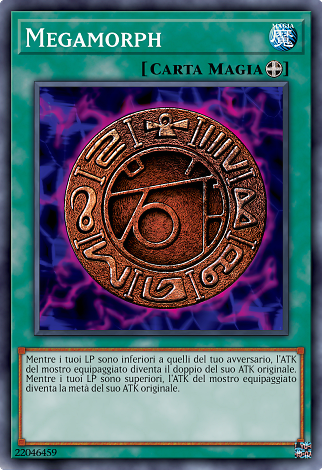 MEGAMORPH
MAGIA
[CARTA MAGIA]
Mentre i tuoi LP sono inferiori a quelli del tuo avversario, l'ATK
del mostro equipaggiato diventa il doppio del suo ATK originale.
Mentre i tuoi LP sono superiori, l'ATK del mostro equipaggiato
diventa la metà del suo ATK originale.
22046459